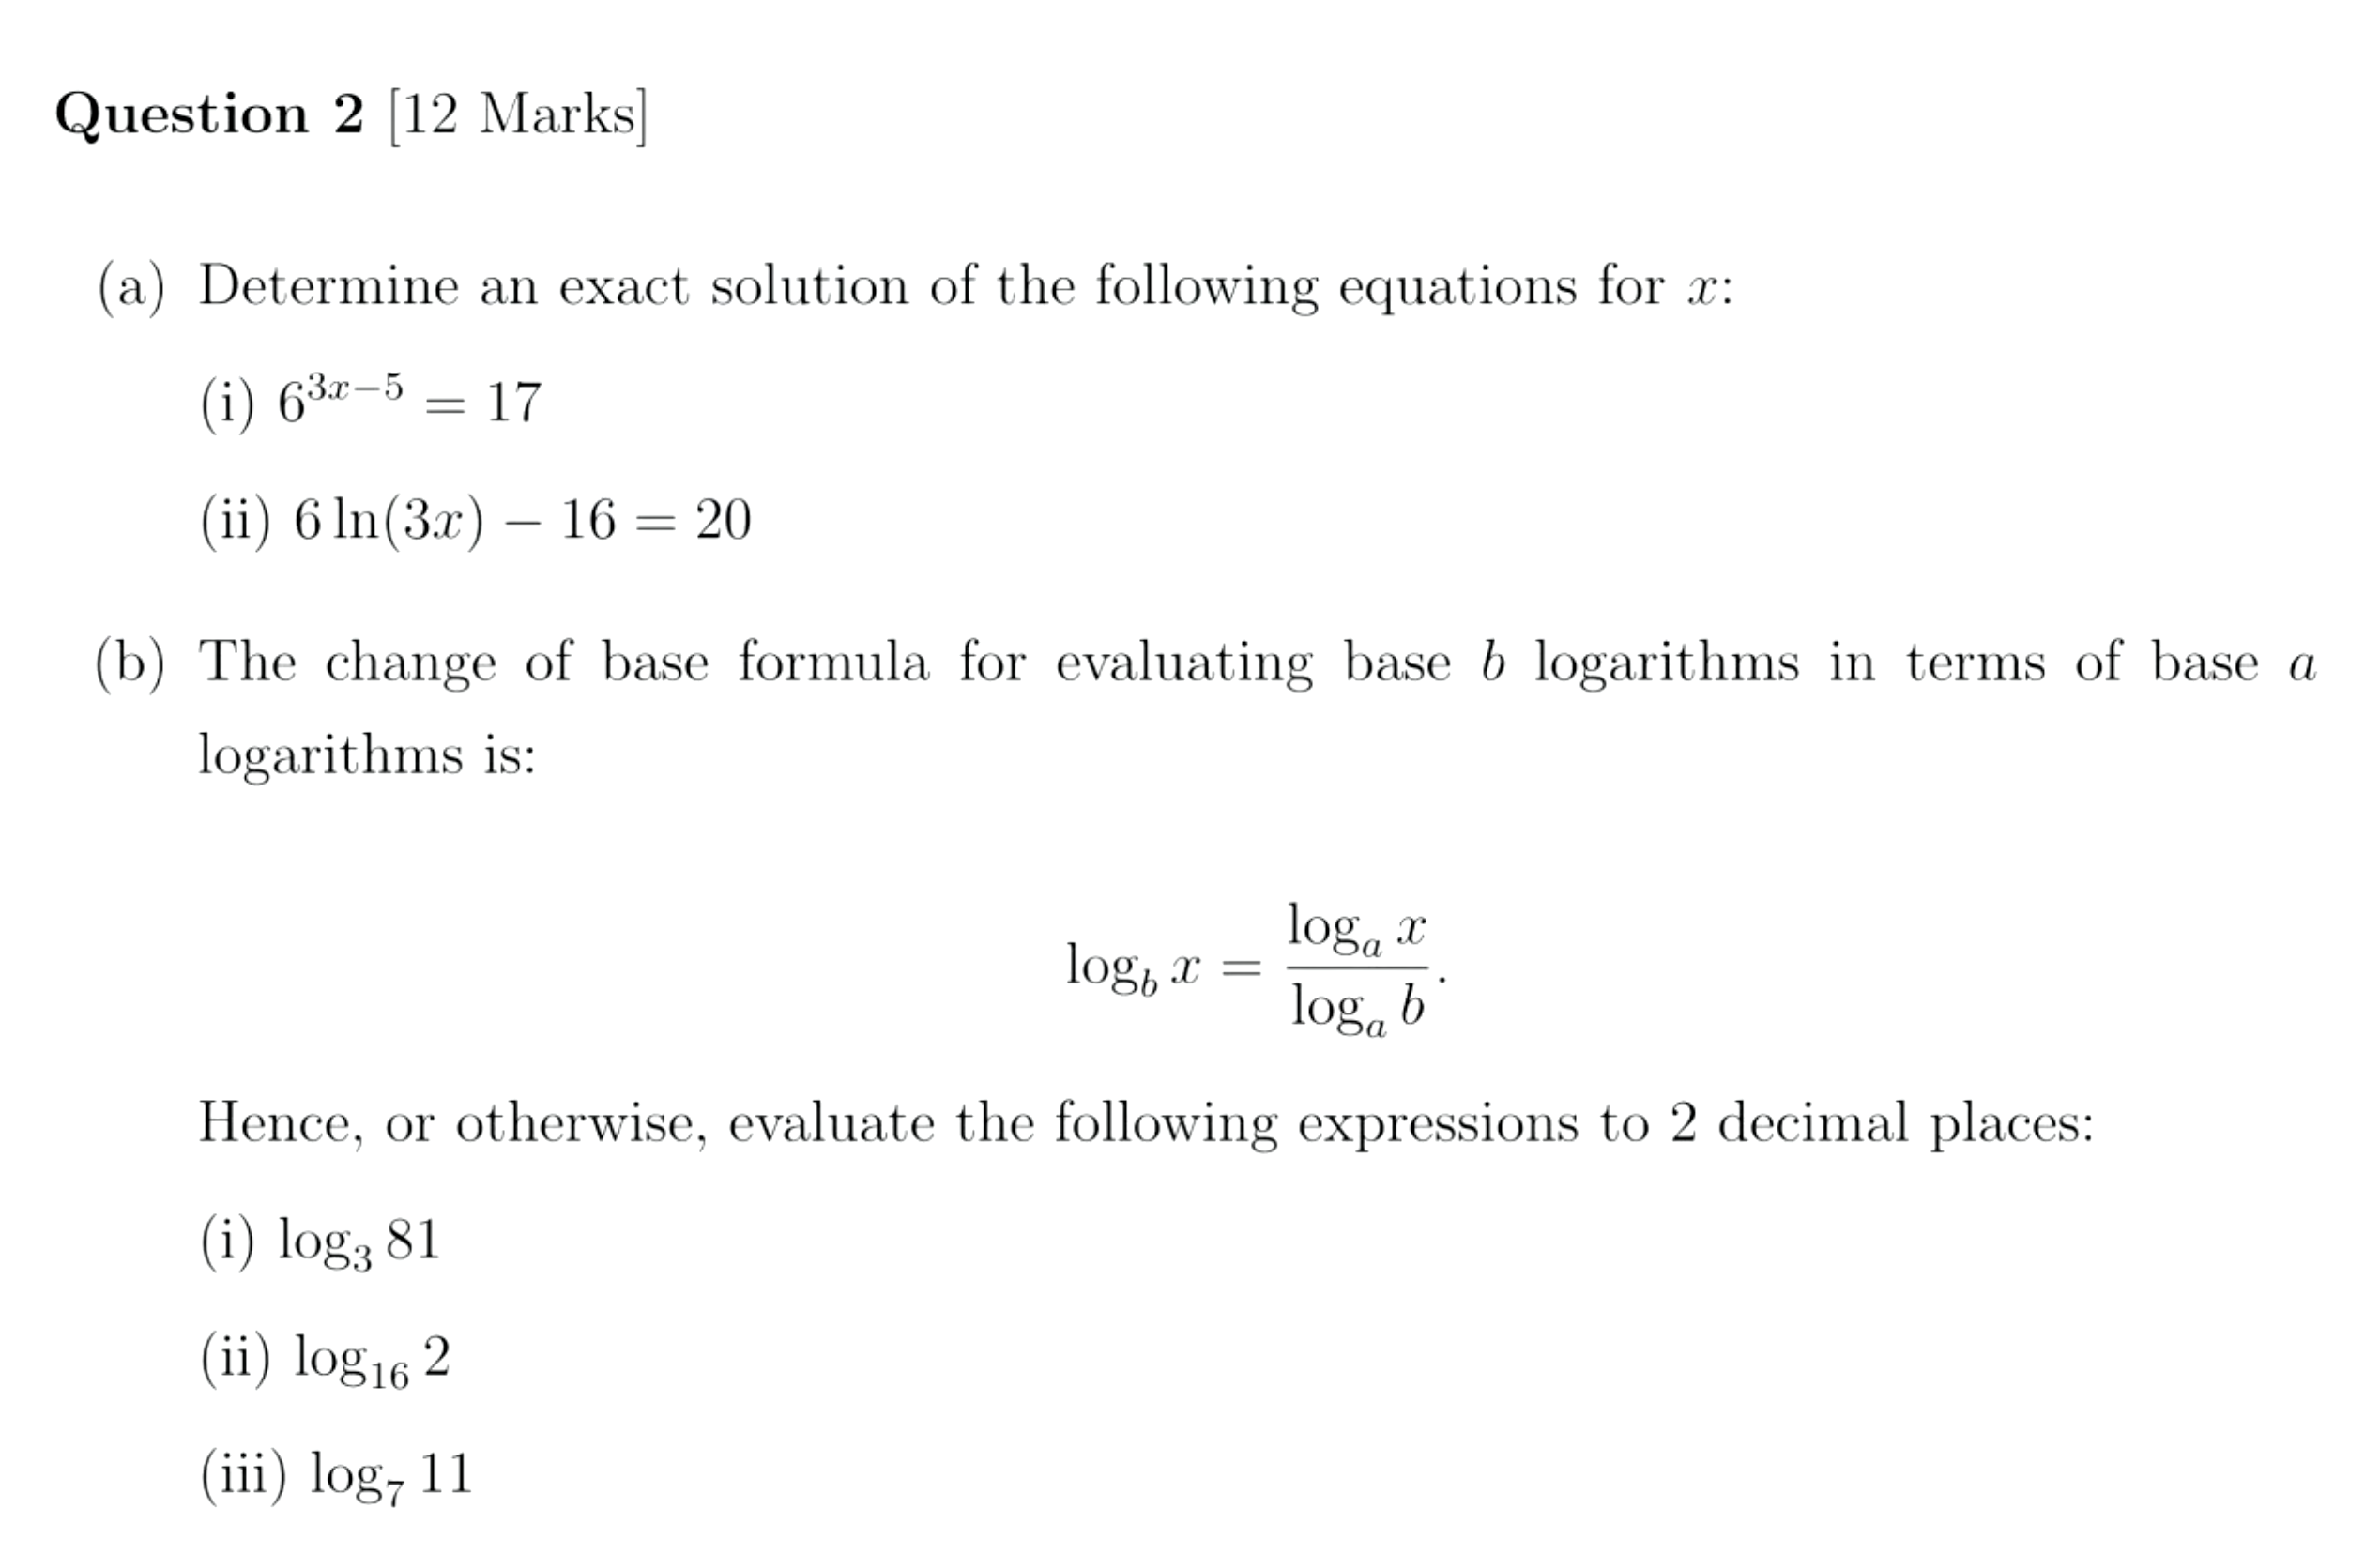 Question 2 [12 Marks]
(a) Determine an exact solution of the following equations for x:
(i) 6^{3x−5} = 17
(ii) 6 ln(3x) − 16 = 20
(b) The change of base formula for evaluating base b logarithms in terms of base a
logarithms is:
log_b x = \frac{log_a x}{log_a b}.
Hence, or otherwise, evaluate the following expressions to 2 decimal places:
(i) log_3 81
(ii) log_{16} 2
(iii) log_7 11